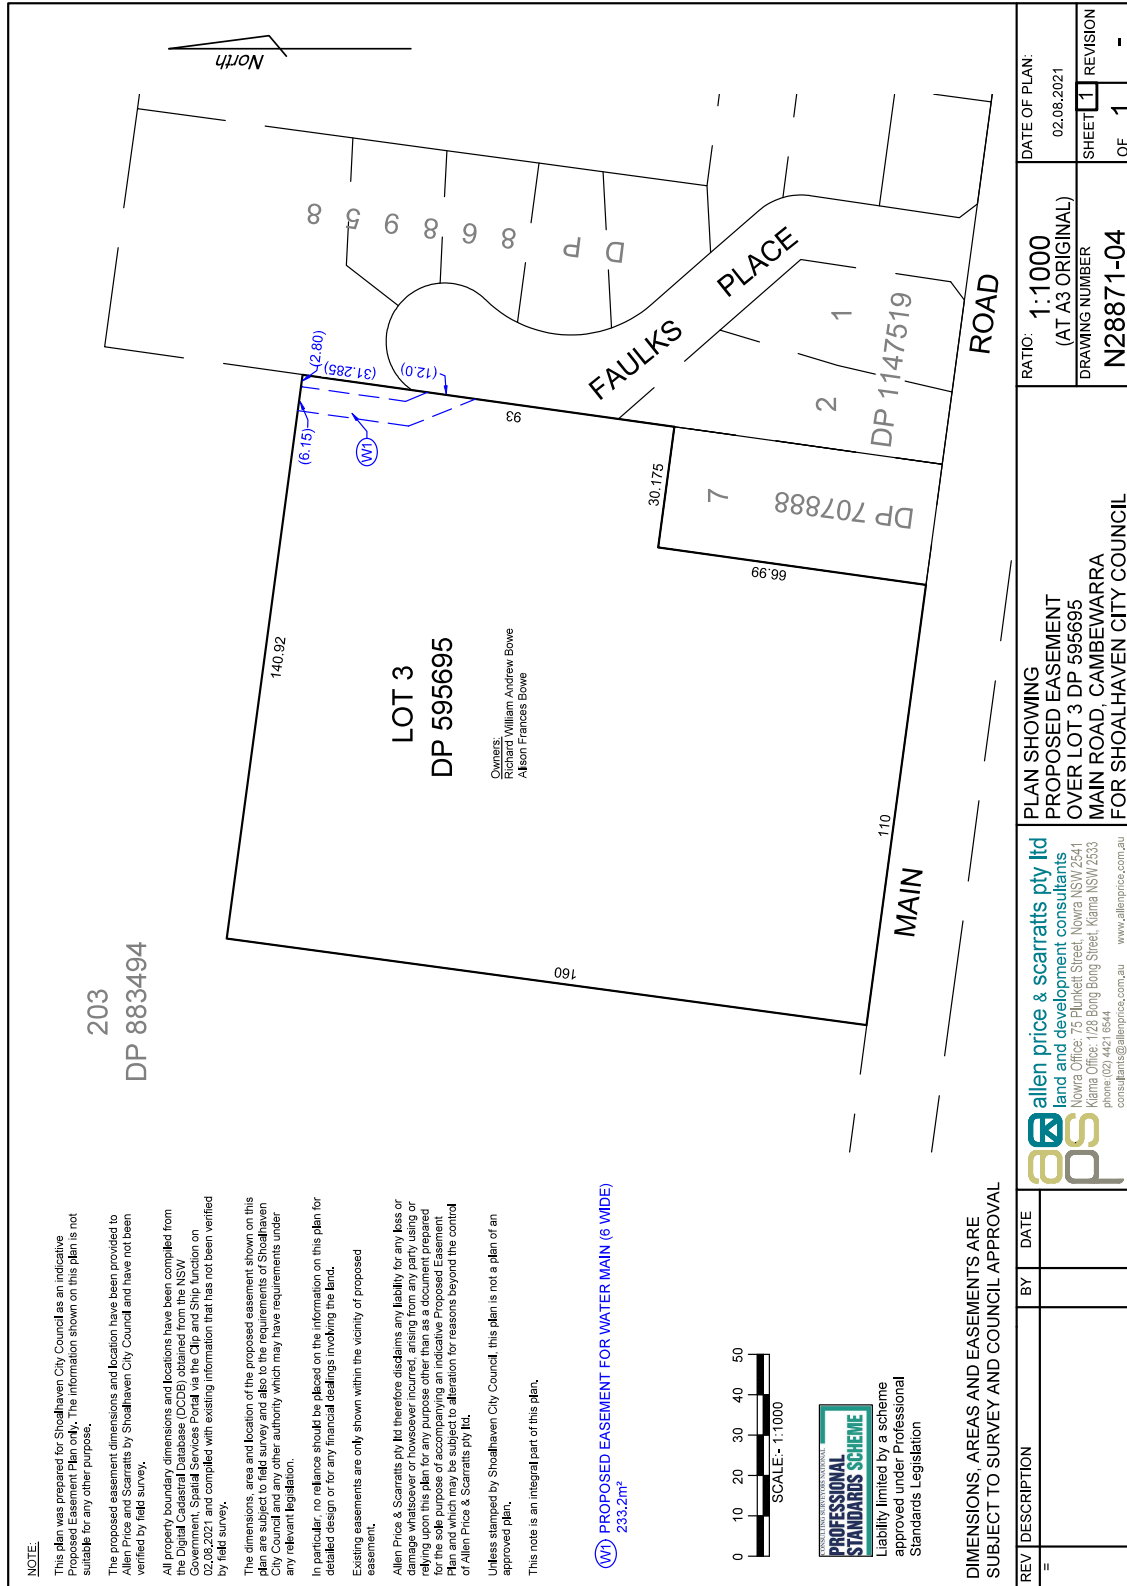 NOTE:
This plan was prepared for Shoalhaven City Council as an indicative
Proposed Easement Plan only. The information shown on this plan is not
suitable for any other purpose.
The proposed easement dimensions and location have been provided to
Allen Price and Scarratts by Shoalhaven City Council and have not been
verified by field survey.
All property boundary dimensions and locations have been compiled from
the Digital Cadastral Database (DCDB) obtained from the NSW
Government, Spatial Services Portal via the Clip and Ship function on
02.08.2021 and compiled with existing information that has not been verified
by field survey.
The dimensions, area and location of the proposed easement shown on this
plan are subject to field survey and also to the requirements of Shoalhaven
City Council and any other authority which may have requirements under
any relevant legislation.
In particular, no reliance should be placed on the information on this plan for
detailed design or for any financial dealings involving the land.
Existing easements are only shown within the vicinity of proposed
easement.
Allen Price & Scarratts pty ltd therefore disclaims any liability for any loss or
damage whatsoever or howsoever incurred, arising from any party using or
relying upon this plan for any purpose other than as a document prepared
for the sole purpose of accompanying an indicative Proposed Easement
Plan and which may be subject to alteration for reasons beyond the control
of Allen Price & Scarratts pty ltd.
Unless stamped by Shoalhaven City Council, this plan is not a plan of an
approved plan.
This note is an integral part of this plan.
W1 PROPOSED EASEMENT FOR WATER MAIN (6 WIDE)
233.2m²
0 10 20 30 40 50
SCALE:- 1:1000
CONSULTING SURVEYORS NATIONAL
PROFESSIONAL
STANDARDS SCHEME
Liability limited by a scheme
approved under Professional
Standards Legislation
DIMENSIONS, AREAS AND EASEMENTS ARE
SUBJECT TO SURVEY AND COUNCIL APPROVAL
203
DP 883494
North
140.92
(6.15)
(2.80)
(31.285)
(12.0)
W1
93
LOT 3
DP 595695
Owners:
Richard William Andrew Bowe
Alison Frances Bowe
160
110
30.175
66.99
7
DP 707888
DP 868958
FAULKS PLACE
1
2
DP 1147519
MAIN ROAD
REV DESCRIPTION BY DATE
=
aps
allen price & scarratts pty ltd
land and development consultants
Nowra Office: 75 Plunkett Street, Nowra NSW 2541
Kiama Office: 1/28 Bong Bong Street, Kiama NSW 2533
phone:(02) 4421 6544
consultants@allenprice.com.au www.allenprice.com.au
PLAN SHOWING
PROPOSED EASEMENT
OVER LOT 3 DP 595695
MAIN ROAD, CAMBEWARRA
FOR SHOALHAVEN CITY COUNCIL
RATIO: 1:1000
(AT A3 ORIGINAL)
DRAWING NUMBER
N28871-04
DATE OF PLAN:
02.08.2021
SHEET 1
OF 1
REVISION
-